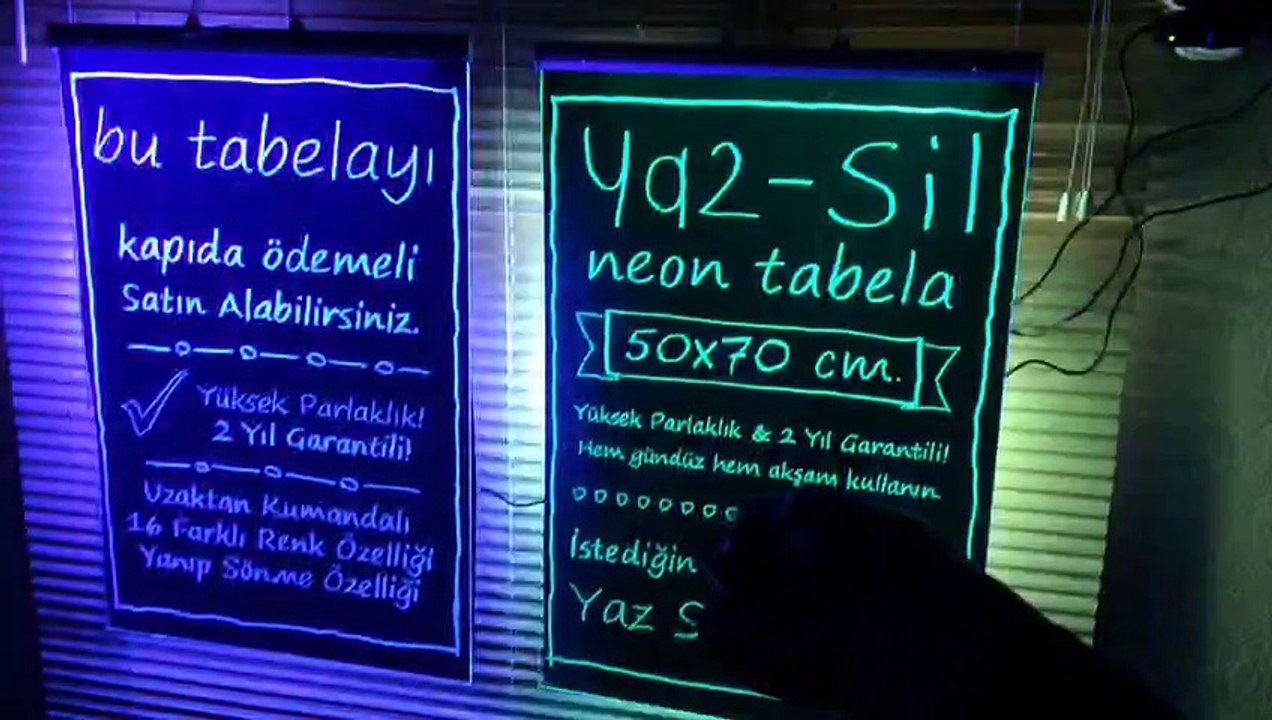 bu tabelayı
kapıda ödemeli
Satın Alabilirsiniz.
Yüksek Parlaklık!
2 Yıl Garantili!
Uzaktan Kumandalı
16 Farklı Renk Özelliği
Yanıp Sönme Özelliği
Yaz-Sil
neon tabela
50x70 cm.
Yüksek Parlaklık & 2 Yıl Garantili!
Hem gündüz hem akşam kullanın
İstediğin
Yaz S